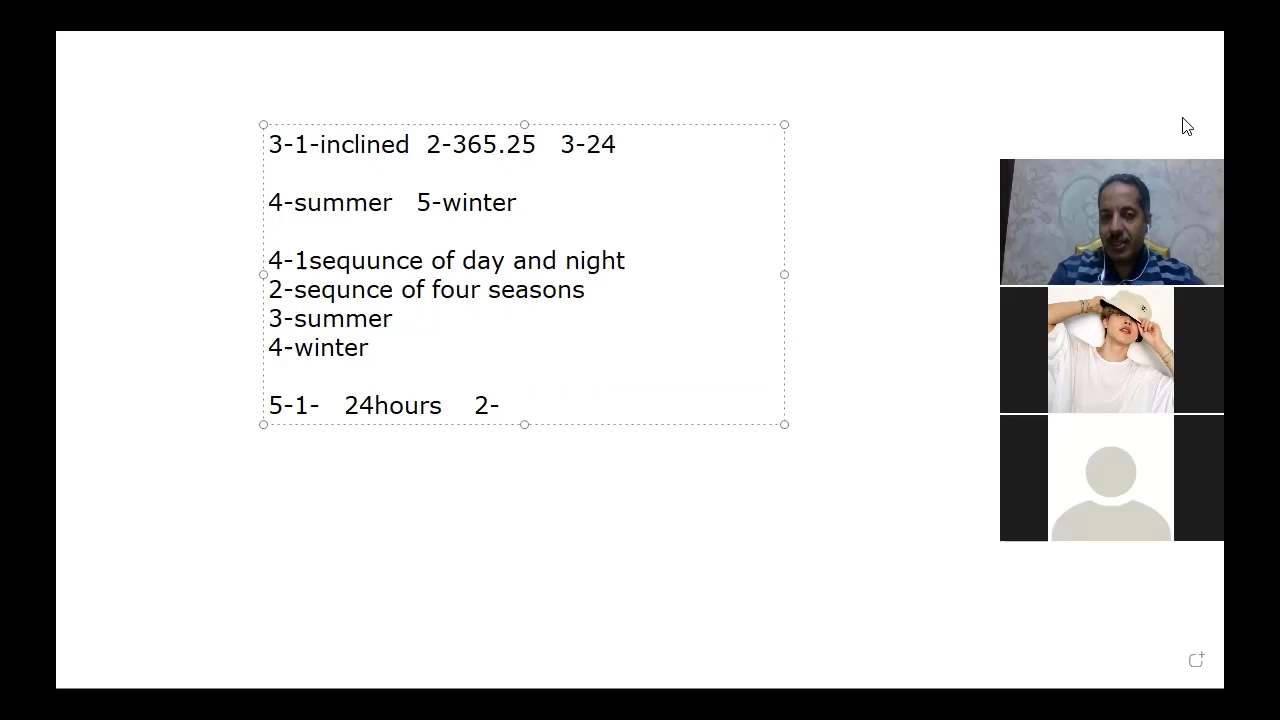 3-1-inclined 2-365.25 3-24
4-summer 5-winter
4-1sequunce of day and night
2-sequnce of four seasons
3-summer
4-winter
5-1- 24hours 2-